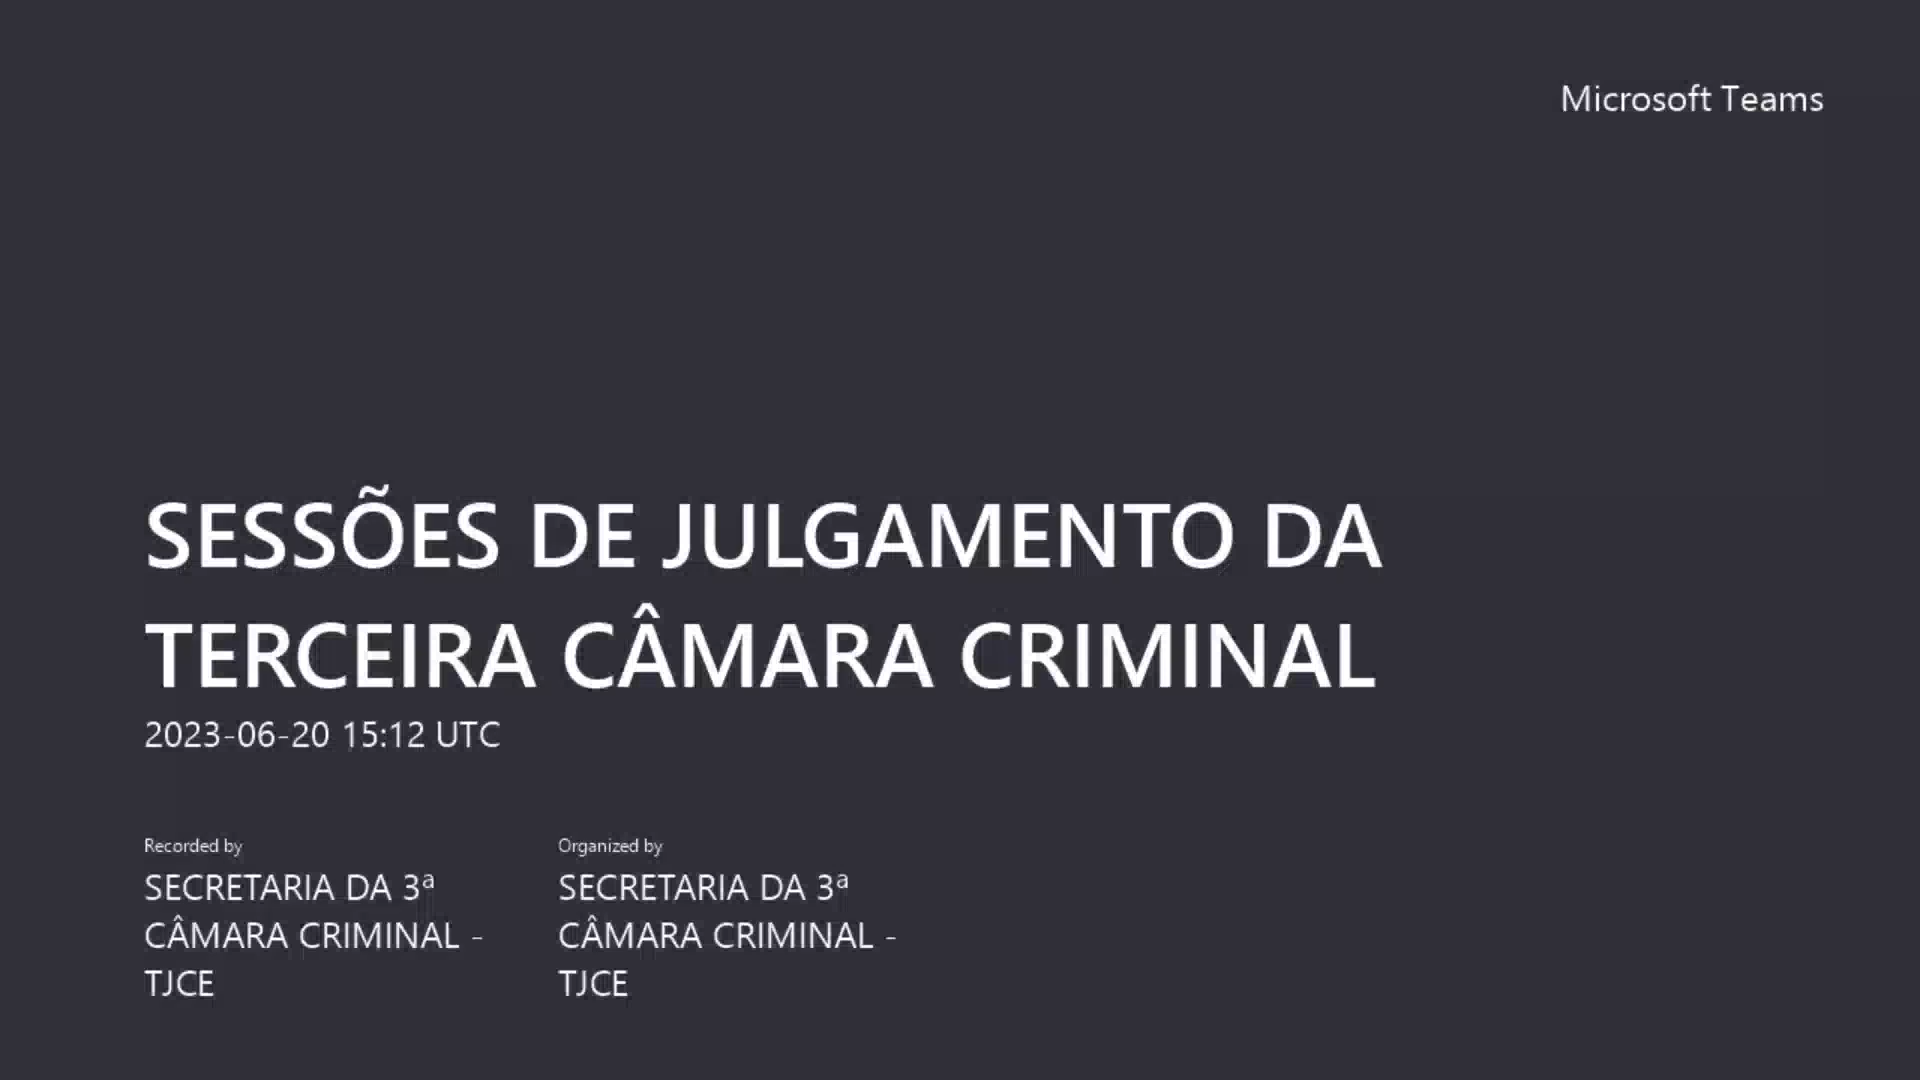 Microsoft Teams
SESSÕES DE JULGAMENTO DA
TERCEIRA CÂMARA CRIMINAL
2023-06-20 15:12 UTC
Recorded by
SECRETARIA DA 3ª
CÂMARA CRIMINAL -
TJCE
Organized by
SECRETARIA DA 3ª
CÂMARA CRIMINAL -
TJCE